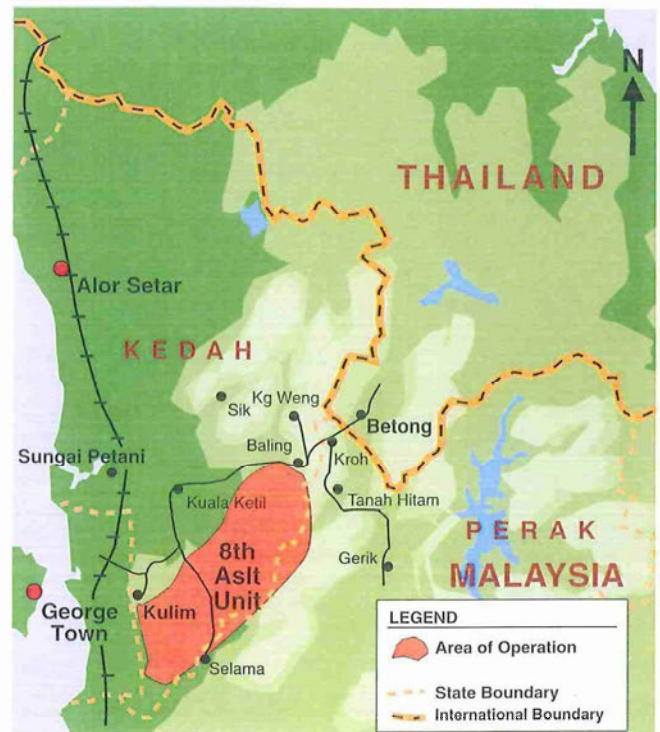 N
THAILAND
Alor Setar
KEDAH
Sik
Kg Weng
Betong
Baling
Kroh
Sungai Petani
Kuala Ketil
Tanah Hitam
PERAK
8th
Aslt
Unit
Gerik
MALAYSIA
George
Town
Kulim
Selama
LEGEND
Area of Operation
State Boundary
International Boundary